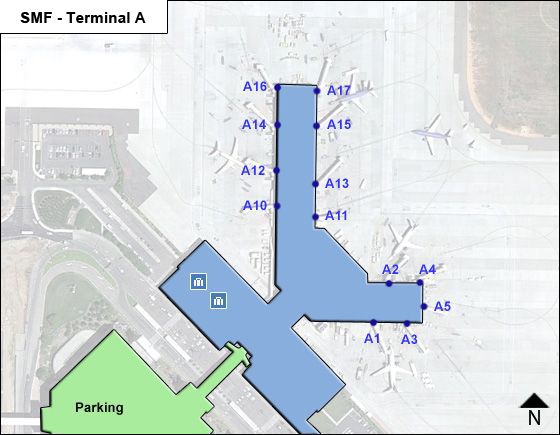 SMF - Terminal A
A16
A17
A14
A15
A12
A13
A10
A11
A2
A4
A5
A1
A3
Parking
N